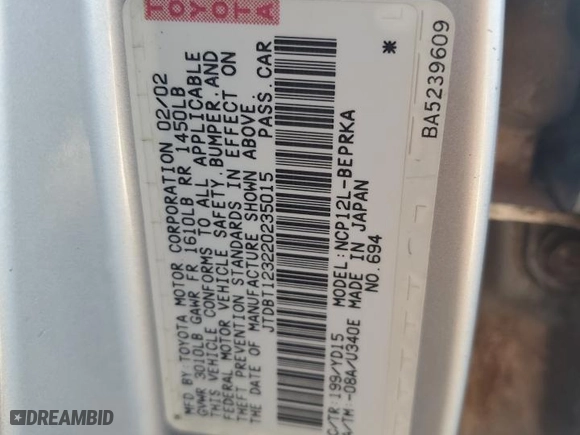 TOYOTA
MFD BY:TOYOTA MOTOR CORPORATION 02/02
GVWR 3010LB GAWR FR 1610LB RR 1450LB
THIS VEHICLE CONFORMS TO ALL APPLICABLE
FEDERAL MOTOR VEHICLE SAFETY,BUMPER,AND
THEFT PREVENTION STANDARDS IN EFFECT ON
THE DATE OF MANUFACTURE SHOWN ABOVE.
JTDBT123220235015 PASS.CAR
C/TR 199/YD15 MODEL:NCP12L-BEPRKA
A/TM -08A/U340E MADE IN JAPAN
NO.694
*
BA5239609
DREAMBID